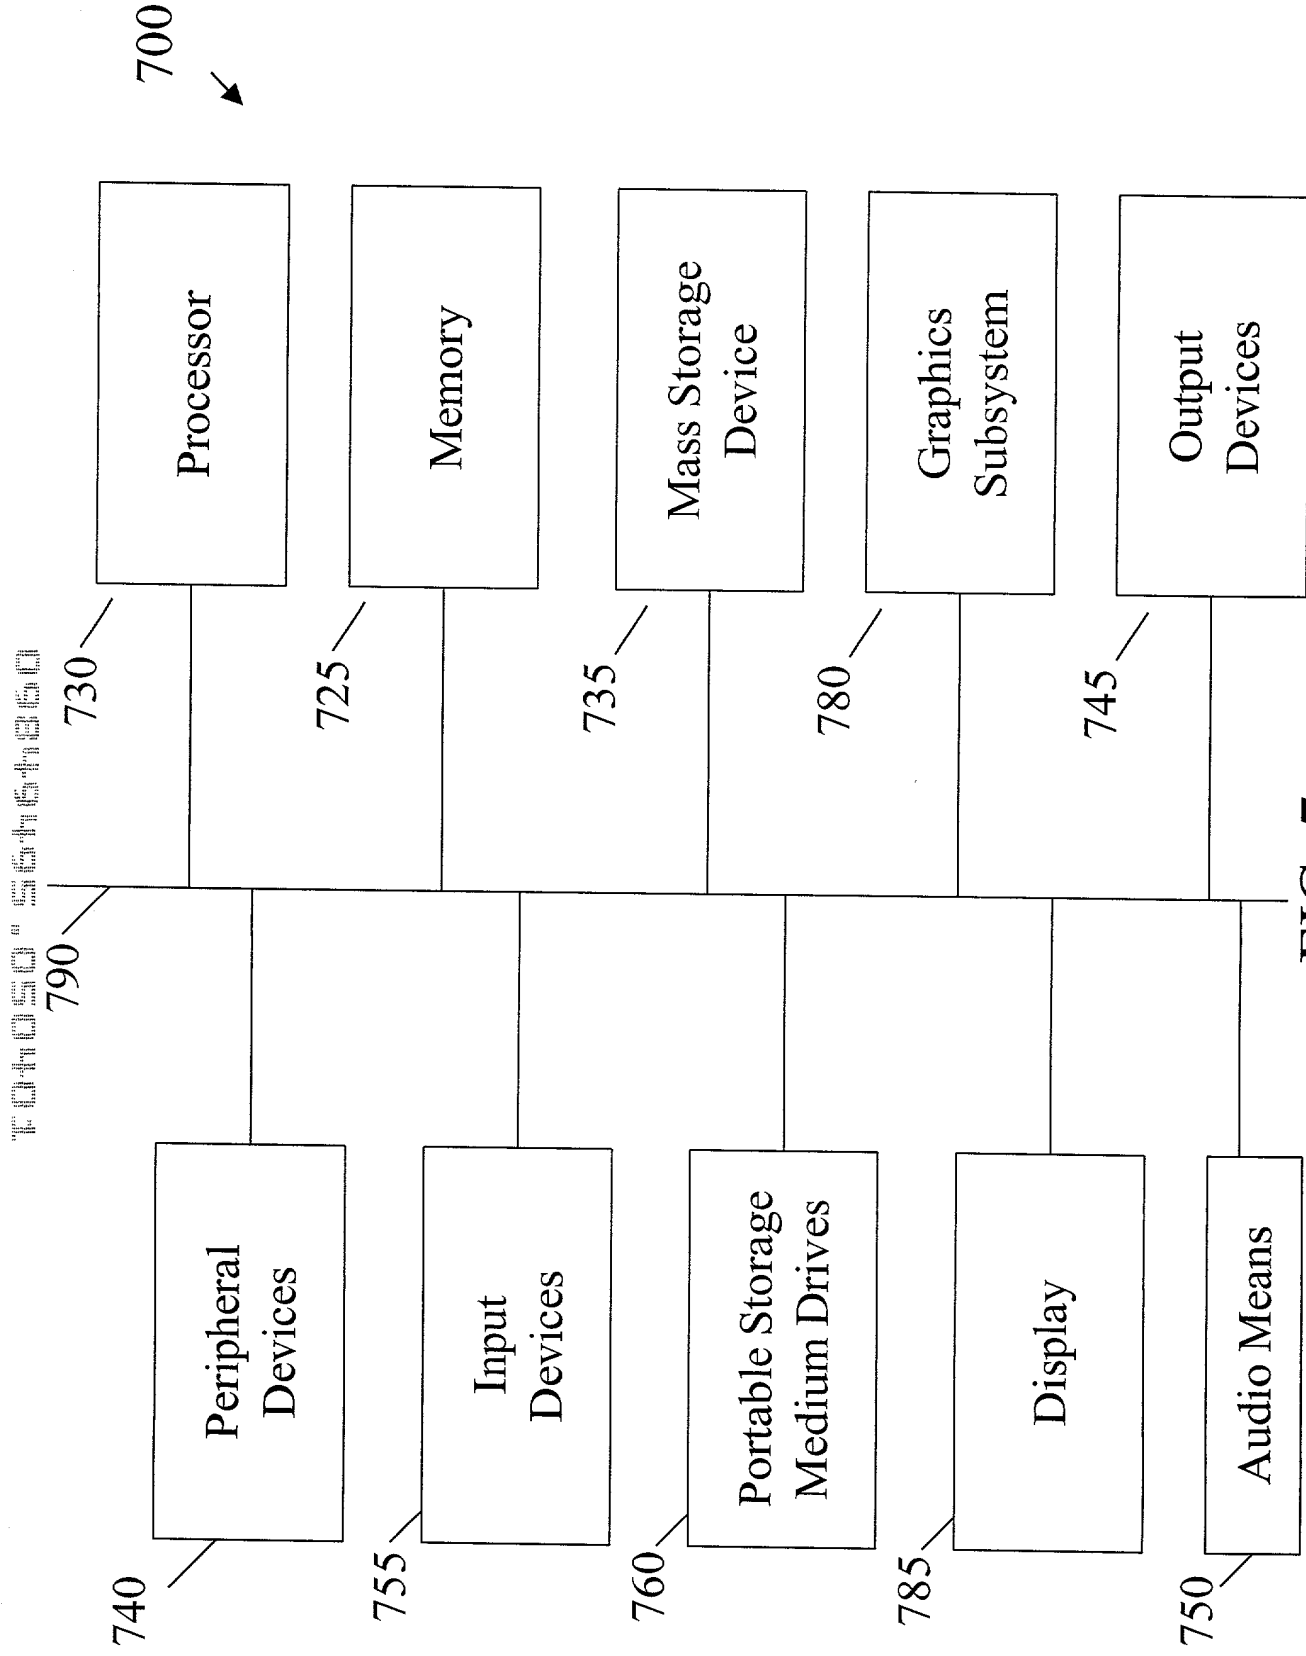 700
Peripheral
Devices
740
790
730
Processor
Input
Devices
755
725
Memory
Portable Storage
Medium Drives
760
735
Mass Storage
Device
Display
785
780
Graphics
Subsystem
Audio Means
750
745
Output
Devices